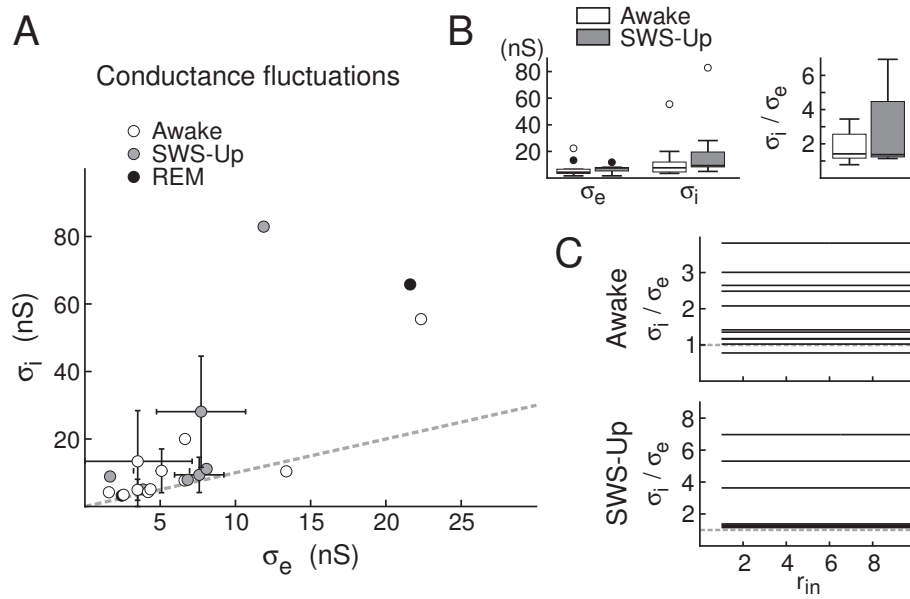 A
Conductance fluctuations
Awake
SWS-Up
REM
σi (nS)
80
60
40
20
5
10
15
20
25
σe (nS)
B
Awake
SWS-Up
(nS)
80
60
40
20
σe
σi
σi / σe
4
2
C
Awake
σi / σe
3
2
1
SWS-Up
σi / σe
8
6
4
2
2
4
6
8
rin